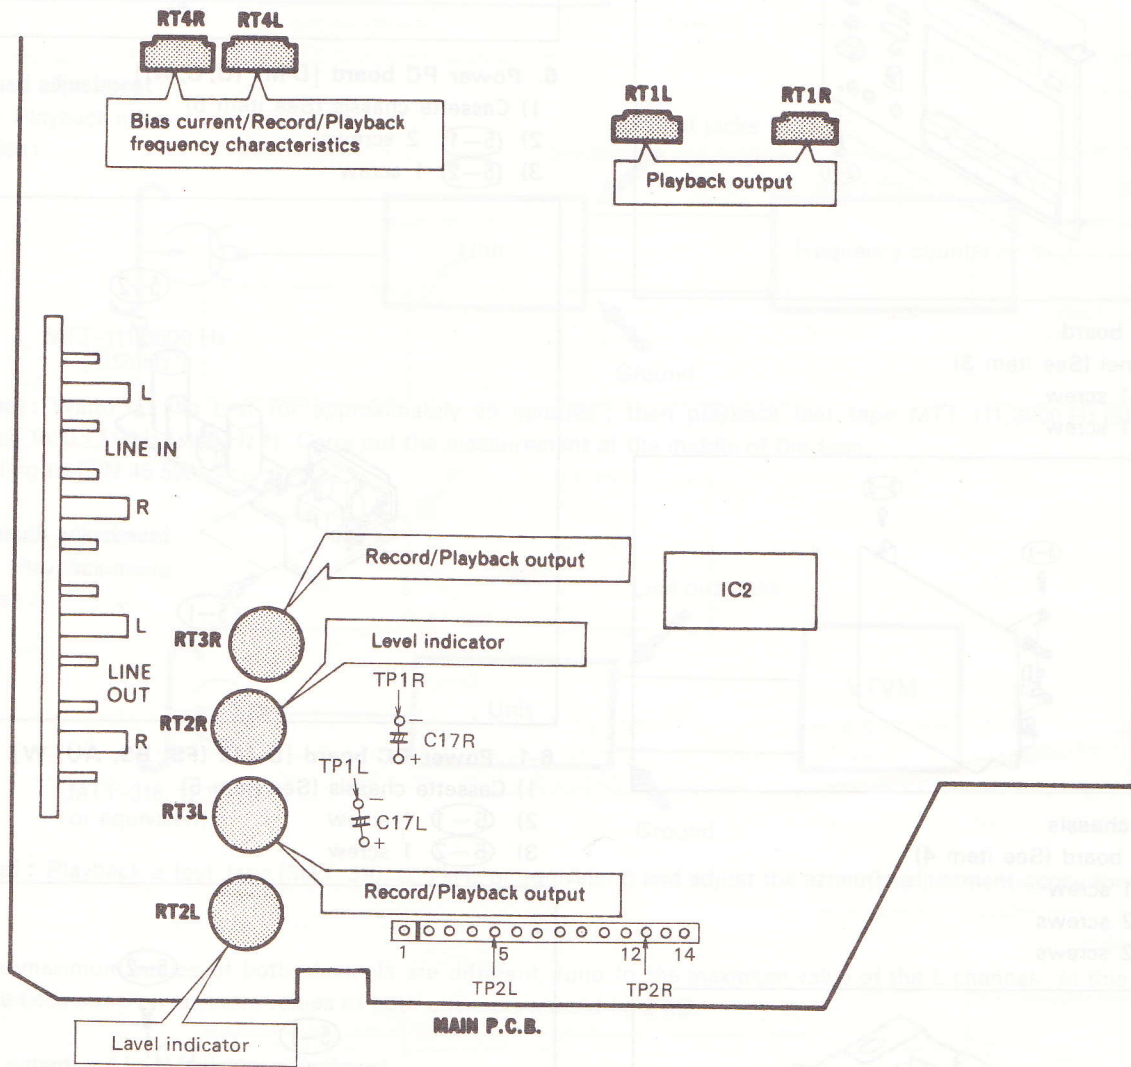 RT4R RT4L
Bias current/Record/Playback
frequency characteristics
RT1L RT1R
Playback output
L
LINE IN
R
L
LINE
OUT
R
Record/Playback output
IC2
RT3R
Level indicator
RT2R
TP1R
−
C17R
+
TP1L
−
C17L
+
RT3L
Record/Playback output
RT2L
1 5 12 14
TP2L TP2R
Lavel indicator
MAIN P.C.B.